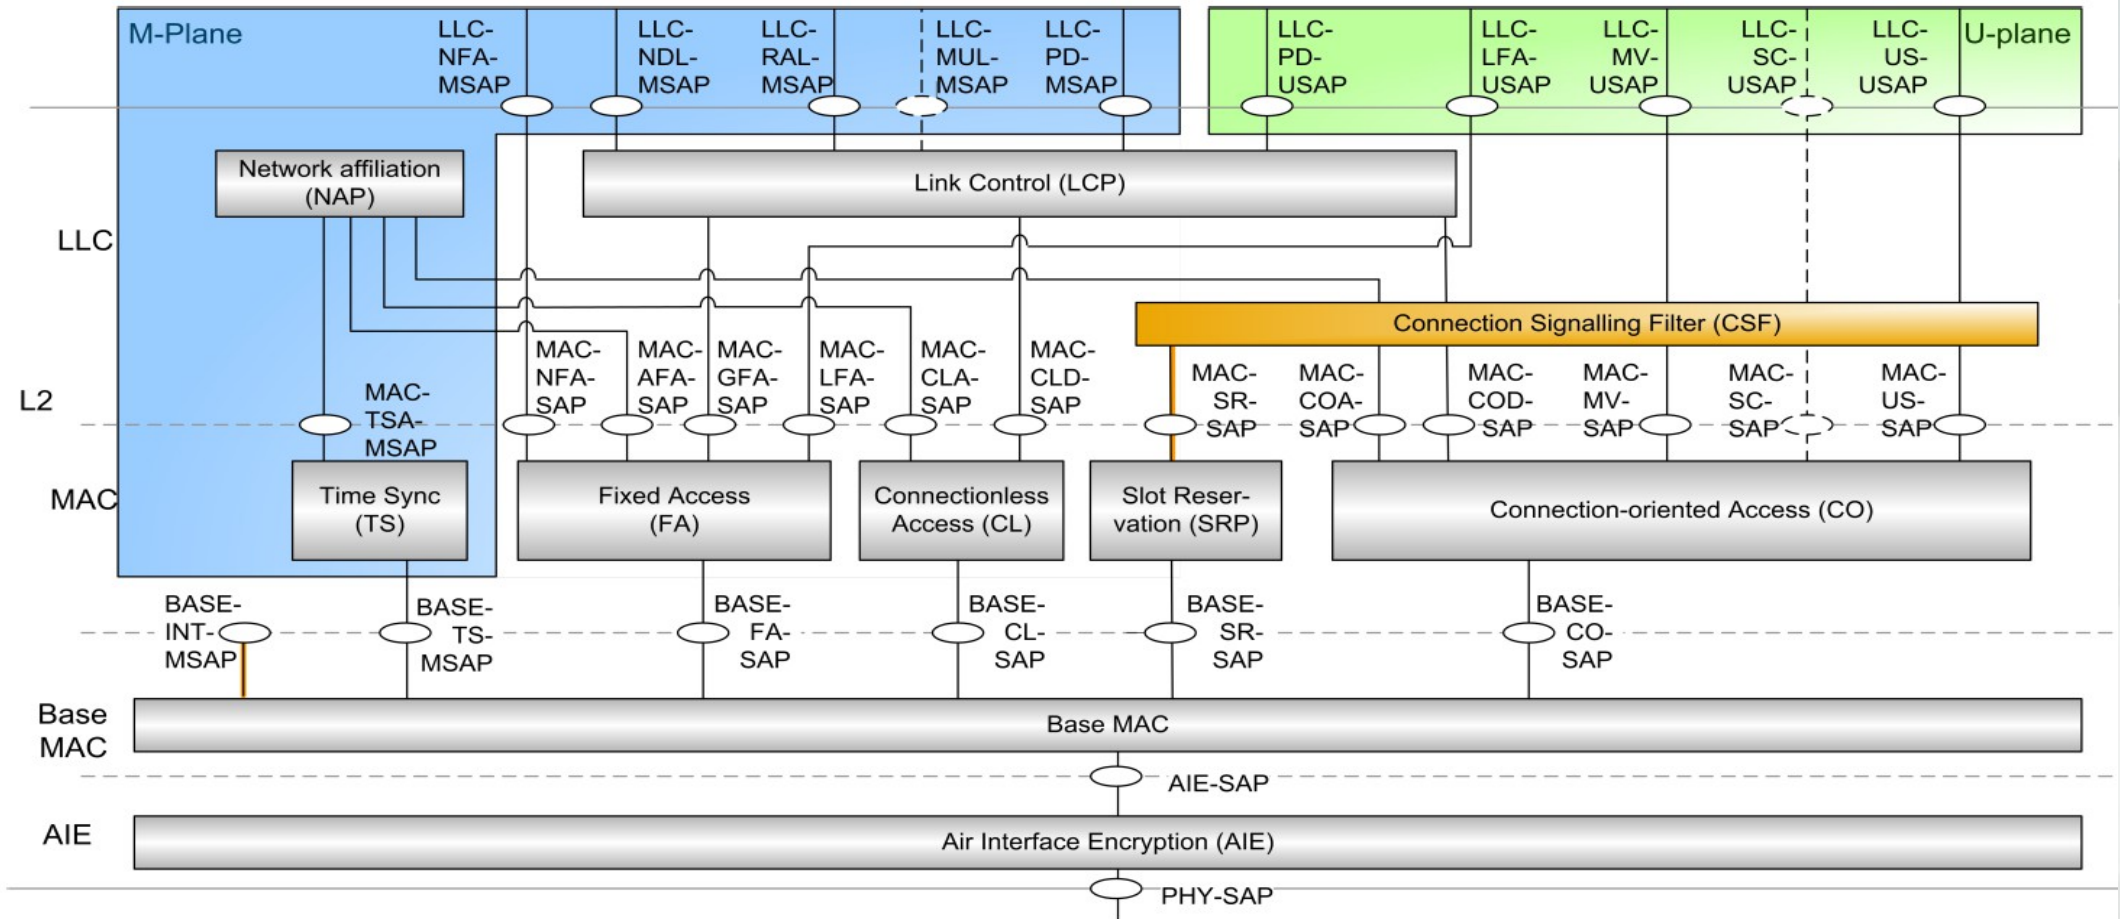 M-Plane
LLC-
NFA-
MSAP
LLC-
NDL-
MSAP
LLC-
RAL-
MSAP
LLC-
MUL-
MSAP
LLC-
PD-
MSAP
LLC-
PD-
USAP
LLC-
LFA-
USAP
LLC-
MV-
USAP
LLC-
SC-
USAP
LLC-
US-
USAP
U-plane
Network affiliation
(NAP)
Link Control (LCP)
LLC
Connection Signalling Filter (CSF)
L2
MAC-
TSA-
MSAP
MAC-
NFA-
SAP
MAC-
AFA-
SAP
MAC-
GFA-
SAP
MAC-
LFA-
SAP
MAC-
CLA-
SAP
MAC-
CLD-
SAP
MAC-
SR-
SAP
MAC-
COA-
SAP
MAC-
COD-
SAP
MAC-
MV-
SAP
MAC-
SC-
SAP
MAC-
US-
SAP
MAC
Time Sync
(TS)
Fixed Access
(FA)
Connectionless
Access (CL)
Slot Reser-
vation (SRP)
Connection-oriented Access (CO)
BASE-
INT-
MSAP
BASE-
TS-
MSAP
BASE-
FA-
SAP
BASE-
CL-
SAP
BASE-
SR-
SAP
BASE-
CO-
SAP
Base
MAC
Base MAC
AIE-SAP
AIE
Air Interface Encryption (AIE)
PHY-SAP